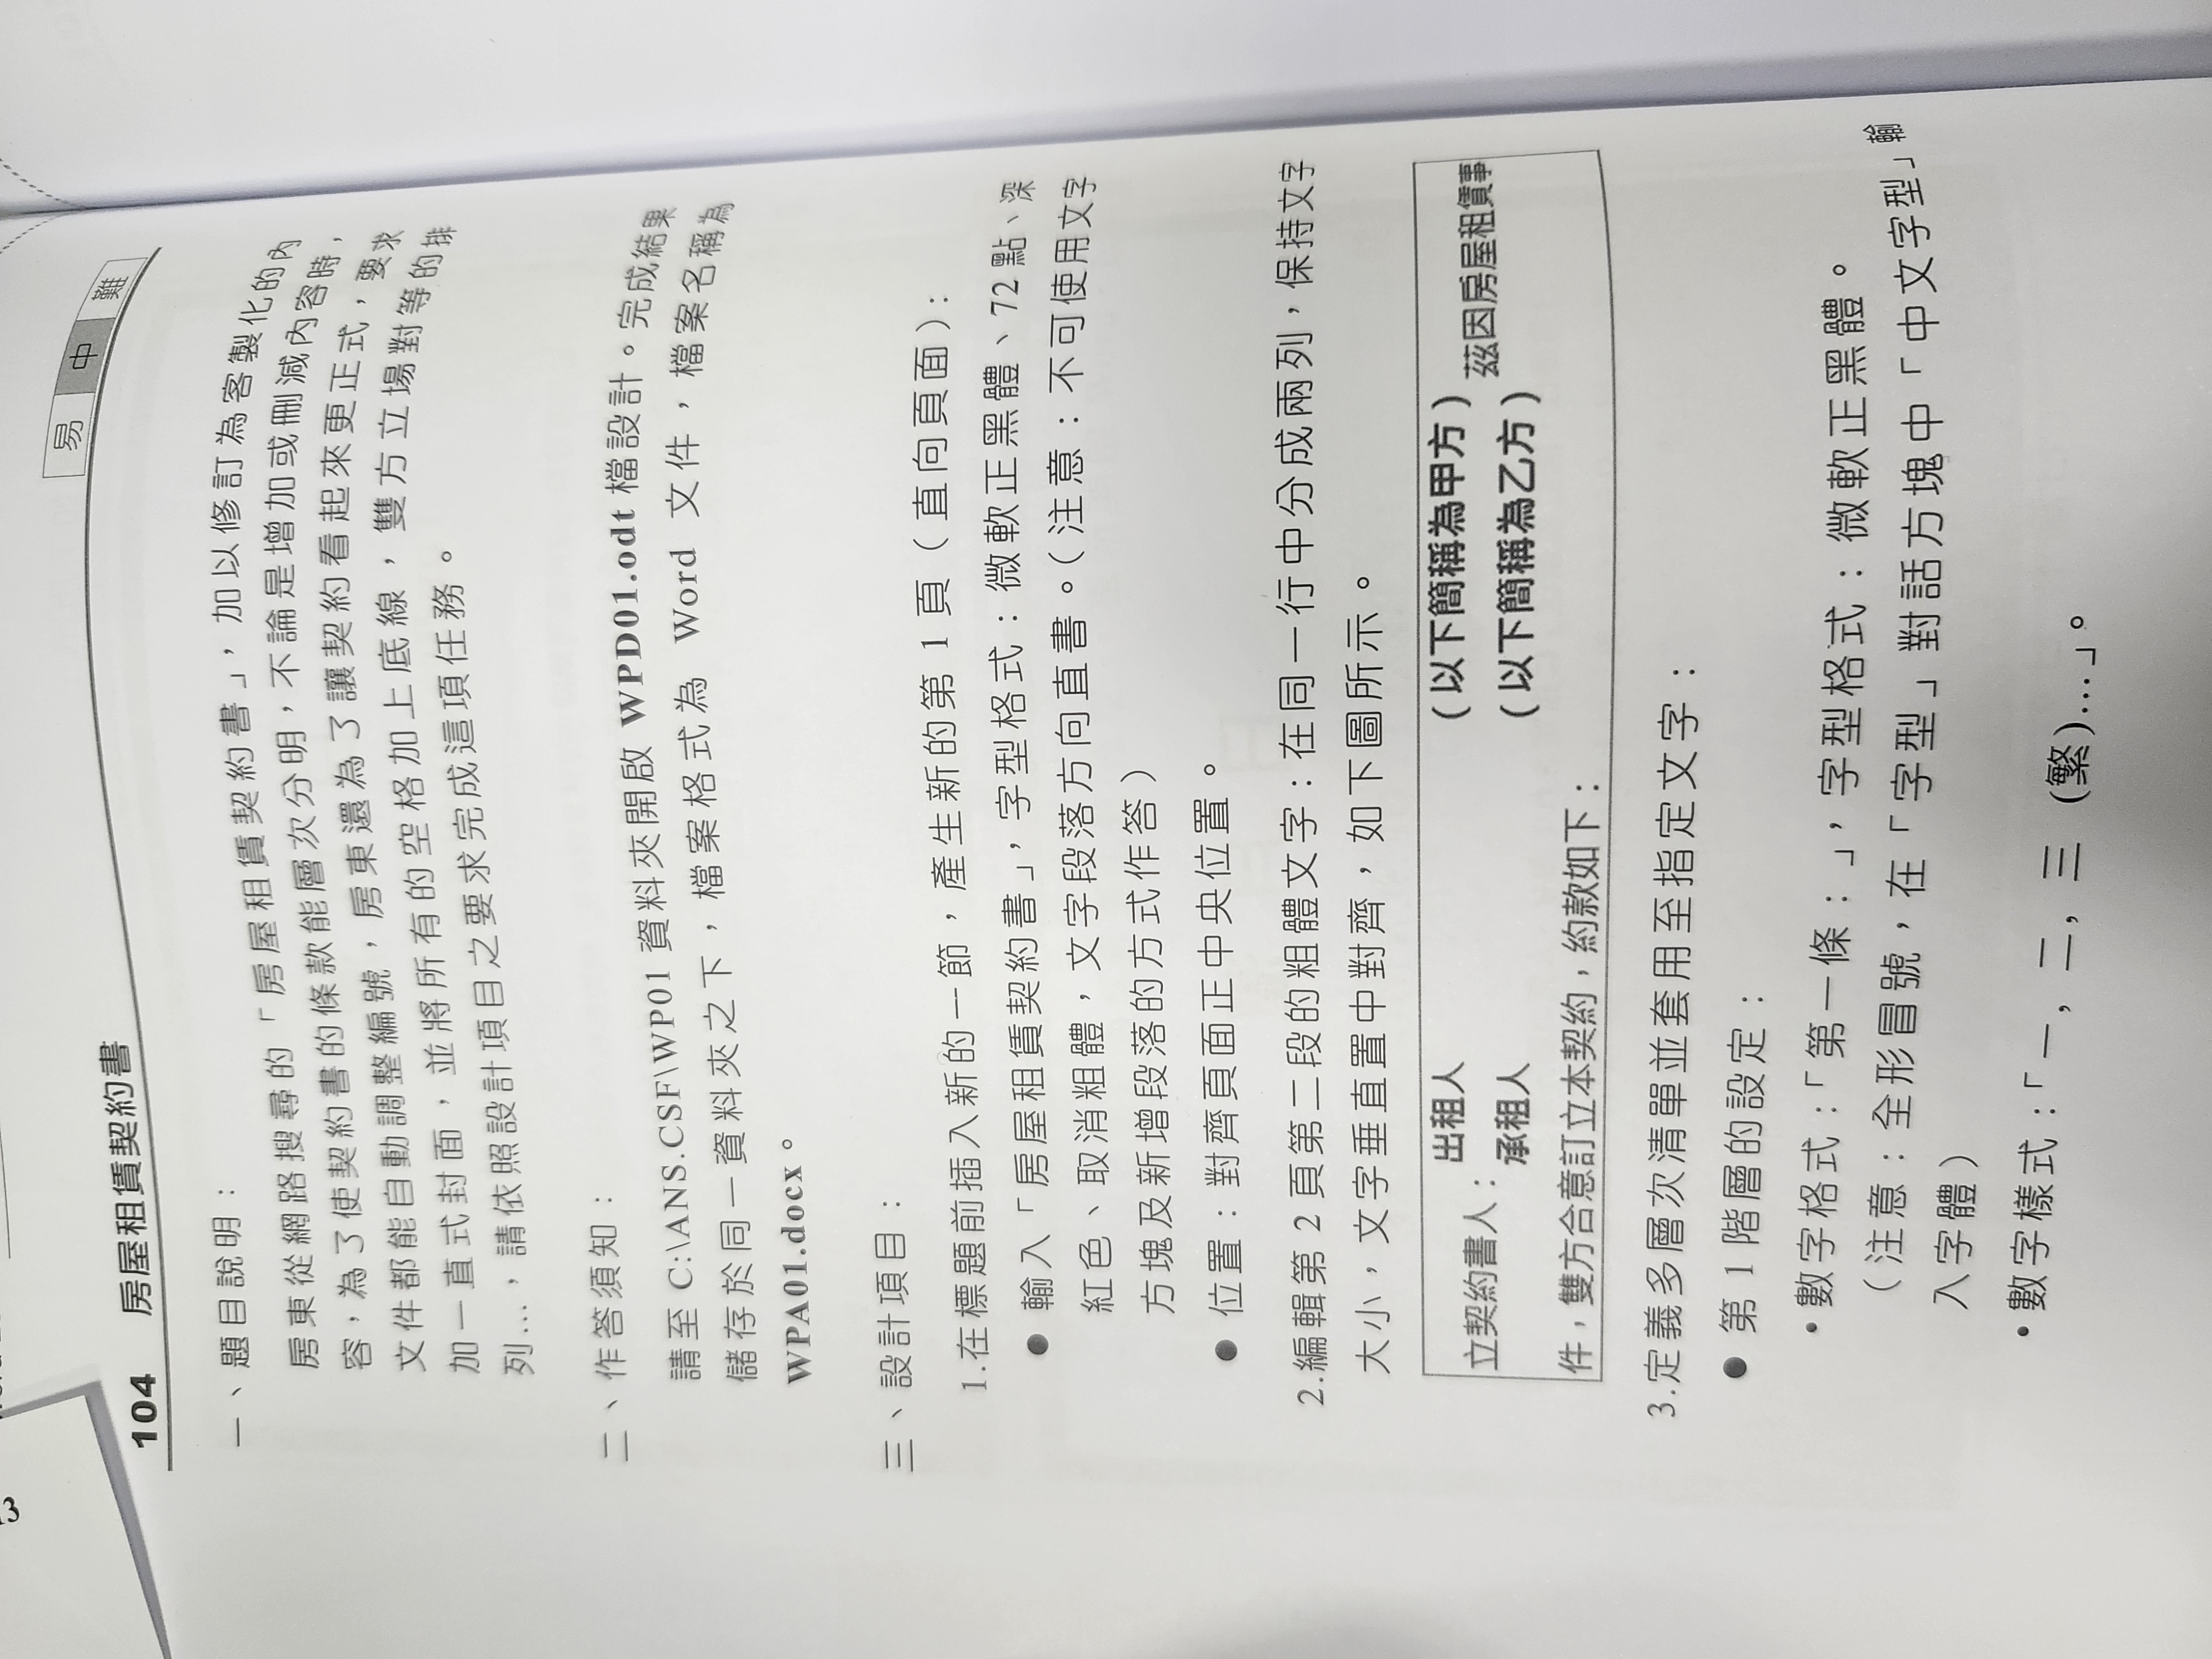 易 中 難
104 房屋租賃契約書
一、題目說明：
房東從網路搜尋的「房屋租賃契約書」，加以修訂為客製化的內
容，為了使契約書的條款能層次分明，不論是增加或刪減內容時，
文件都能自動調整編號，房東還為了讓契約看起來更正式，要求
加一直式封面，並將所有的空格加上底線，雙方立場對等的排
列…，請依照設計項目之要求完成這項任務。
二、作答須知：
請至 C:\ANS.CSF\WP01 資料夾開啟 WPD01.odt 檔設計。完成結果
儲存於同一資料夾之下，檔案格式為 Word 文件，檔案名稱為
WPA01.docx。
三、設計項目：
1.在標題前插入新的一節，產生新的第 1 頁（直向頁面）：
● 輸入「房屋租賃契約書」，字型格式：微軟正黑體、72 點、深
紅色、取消粗體，文字段落方向直書。（注意：不可使用文字
方塊及新增段落的方式作答）
● 位置：對齊頁面正中央位置。
2.編輯第 2 頁第二段的粗體文字：在同一行中分成兩列，保持文字
大小，文字垂直置中對齊，如下圖所示。
出租人 （以下簡稱為甲方）
立契約書人： 茲因房屋租賃事
承租人 （以下簡稱為乙方）
件，雙方合意訂立本契約，約款如下：
3.定義多層次清單並套用至指定文字：
● 第 1 階層的設定：
•數字格式：「第一條：」，字型格式：微軟正黑體。
（注意：全形冒號，在「字型」對話方塊中「中文字型」輸
入字體）
•數字樣式：「一, 二, 三 (繁)…」。